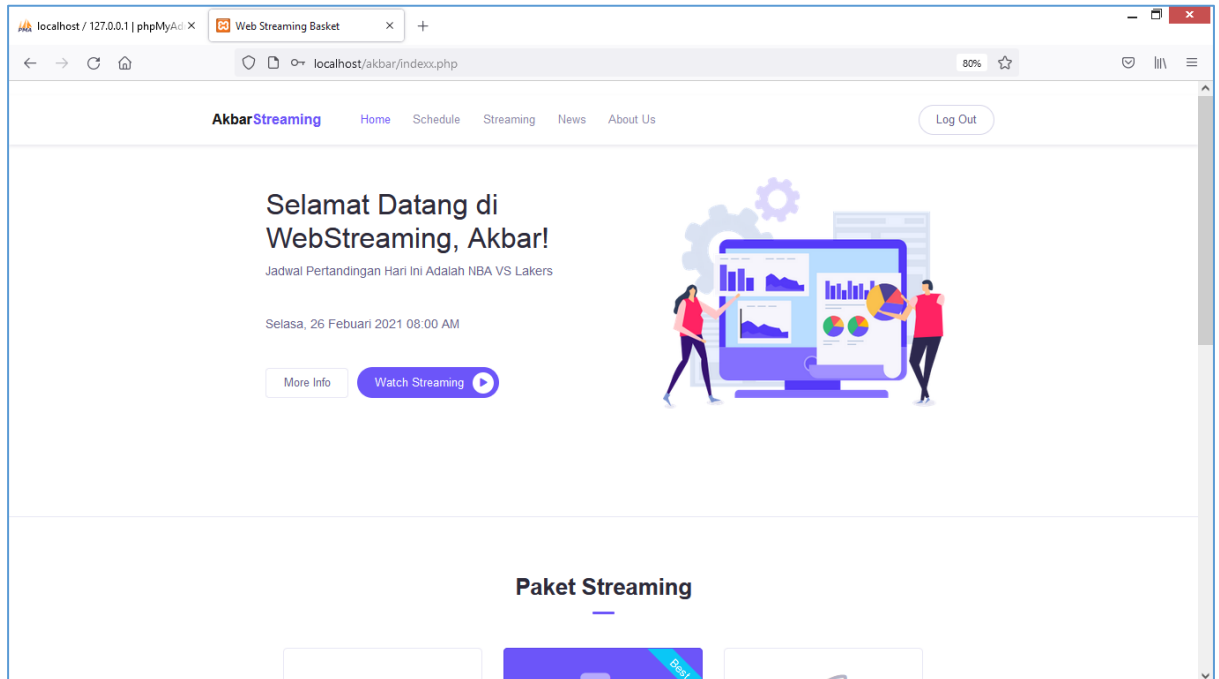 localhost / 127.0.0.1 | phpMyAd
Web Streaming Basket
localhost/akbar/indexx.php
80%
AkbarStreaming
Home
Schedule
Streaming
News
About Us
Log Out
Selamat Datang di
WebStreaming, Akbar!
Jadwal Pertandingan Hari Ini Adalah NBA VS Lakers
Selasa, 26 Febuari 2021 08:00 AM
More Info
Watch Streaming
Paket Streaming
Best